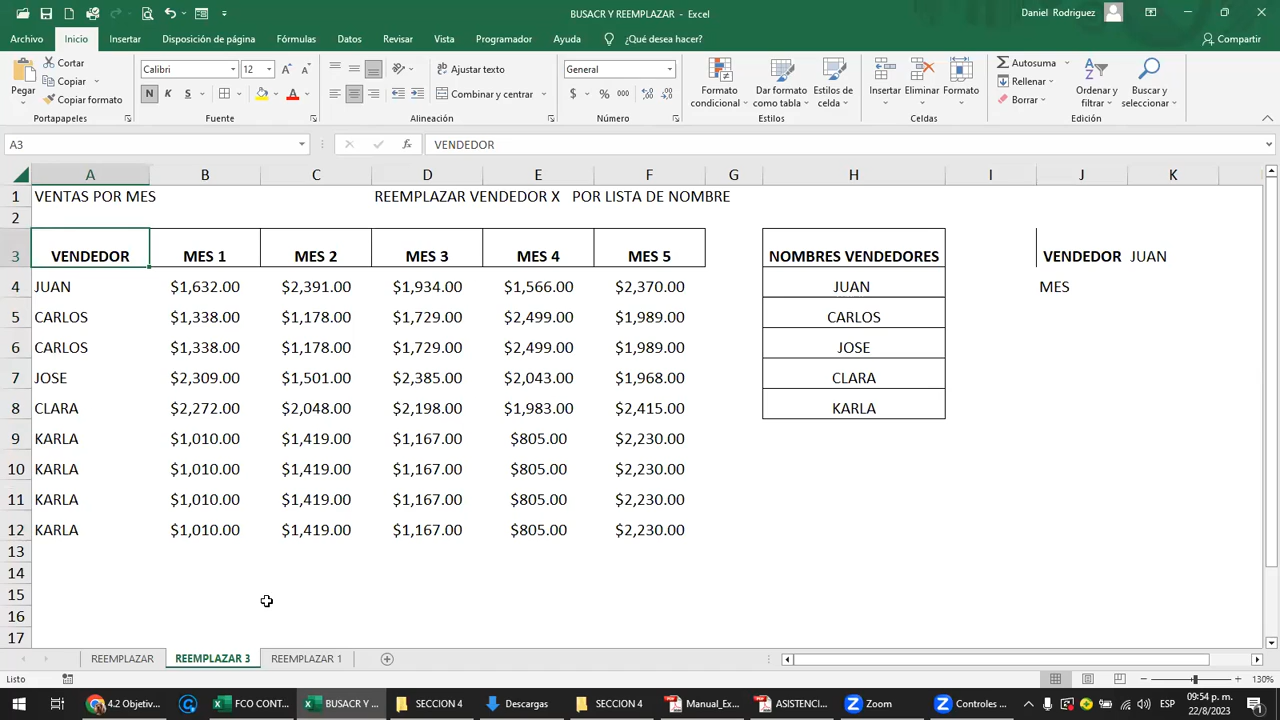 BUSACR Y REEMPLAZAR - Excel
Daniel Rodriguez
Archivo Inicio Insertar Disposición de página Fórmulas Datos Revisar Vista Programador Ayuda ¿Qué desea hacer? Compartir
Pegar
Cortar
Copiar
Copiar formato
Portapapeles
Calibri 12
N K S
Fuente
Ajustar texto
Combinar y centrar
Alineación
General
$ % 000
Número
Formato condicional
Dar formato como tabla
Estilos de celda
Estilos
Insertar Eliminar Formato
Celdas
Autosuma
Rellenar
Borrar
Ordenar y filtrar
Buscar y seleccionar
Edición
A3 fx VENDEDOR
A B C D E F G H I J K
1 VENTAS POR MES REEMPLAZAR VENDEDOR X POR LISTA DE NOMBRE
2
3 VENDEDOR MES 1 MES 2 MES 3 MES 4 MES 5 NOMBRES VENDEDORES VENDEDOR JUAN
4 JUAN $1,632.00 $2,391.00 $1,934.00 $1,566.00 $2,370.00 JUAN MES
5 CARLOS $1,338.00 $1,178.00 $1,729.00 $2,499.00 $1,989.00 CARLOS
6 CARLOS $1,338.00 $1,178.00 $1,729.00 $2,499.00 $1,989.00 JOSE
7 JOSE $2,309.00 $1,501.00 $2,385.00 $2,043.00 $1,968.00 CLARA
8 CLARA $2,272.00 $2,048.00 $2,198.00 $1,983.00 $2,415.00 KARLA
9 KARLA $1,010.00 $1,419.00 $1,167.00 $805.00 $2,230.00
10 KARLA $1,010.00 $1,419.00 $1,167.00 $805.00 $2,230.00
11 KARLA $1,010.00 $1,419.00 $1,167.00 $805.00 $2,230.00
12 KARLA $1,010.00 $1,419.00 $1,167.00 $805.00 $2,230.00
13
14
15
16
17
REEMPLAZAR REEMPLAZAR 3 REEMPLAZAR 1
Listo 130%
4.2 Objetiv... FCO CONT... BUSACR Y ... SECCION 4 Descargas SECCION 4 Manual_Ex... ASISTENCI... Zoom Controles ... ESP 09:54 p. m.
22/8/2023